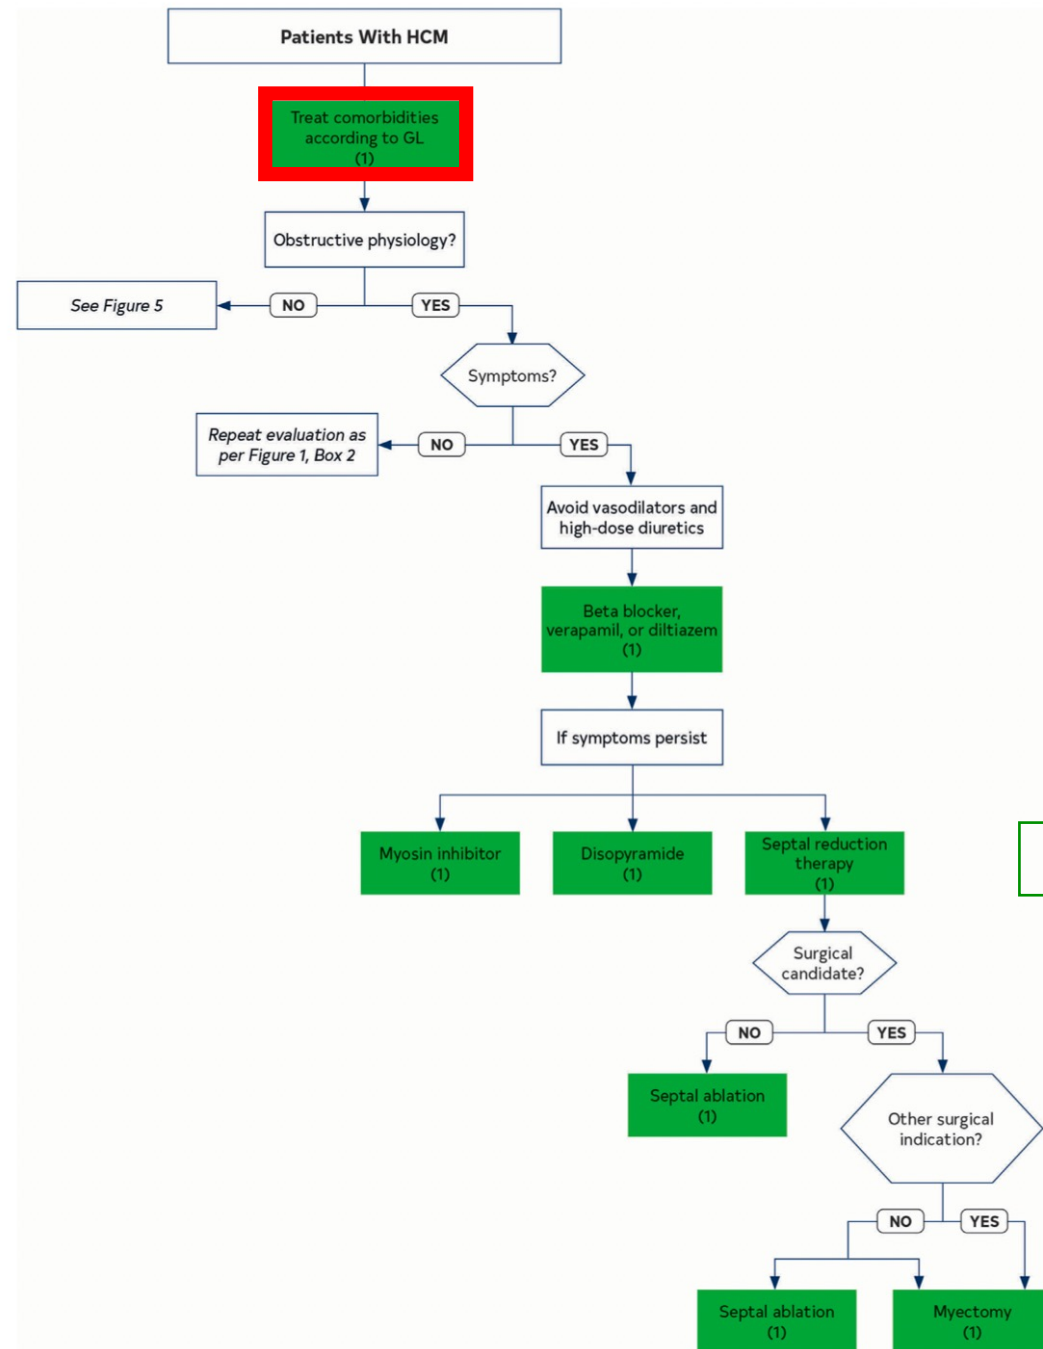 Patients With HCM
Treat comorbidities
according to GL
(1)
Obstructive physiology?
NO
YES
See Figure 5
Symptoms?
NO
YES
Repeat evaluation as
per Figure 1, Box 2
Avoid vasodilators and
high-dose diuretics
Beta blocker,
verapamil, or diltiazem
(1)
If symptoms persist
Myosin inhibitor
(1)
Disopyramide
(1)
Septal reduction
therapy
(1)
Surgical
candidate?
NO
YES
Septal ablation
(1)
Other surgical
indication?
NO
YES
Septal ablation
(1)
Myectomy
(1)